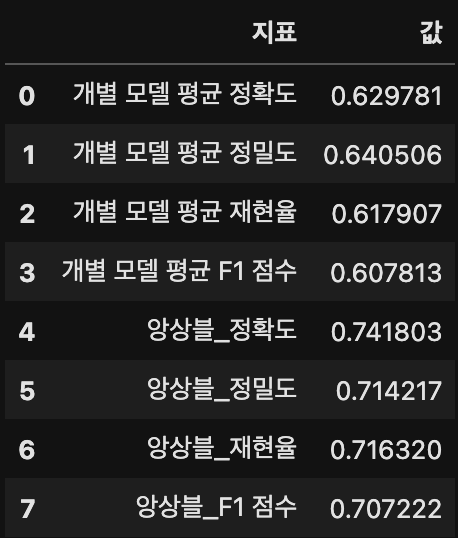 지표 값
0 개별 모델 평균 정확도 0.629781
1 개별 모델 평균 정밀도 0.640506
2 개별 모델 평균 재현율 0.617907
3 개별 모델 평균 F1 점수 0.607813
4 앙상블_정확도 0.741803
5 앙상블_정밀도 0.714217
6 앙상블_재현율 0.716320
7 앙상블_F1 점수 0.707222